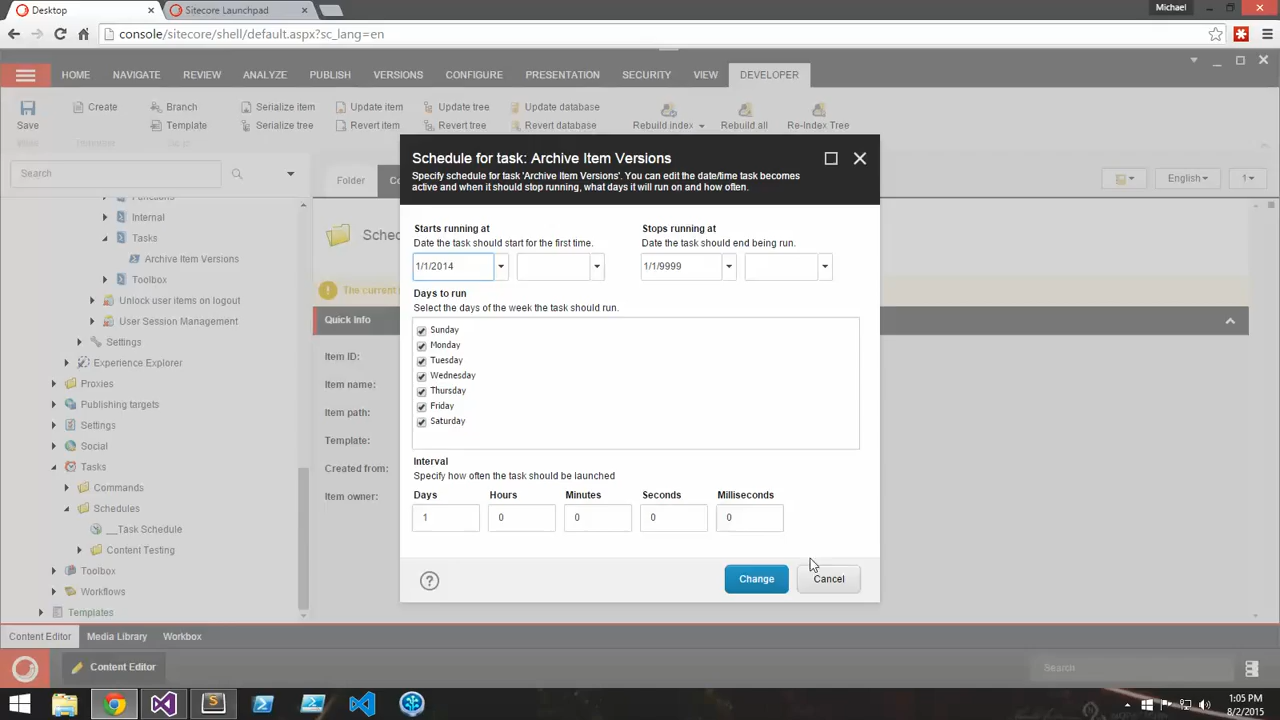 Desktop
Sitecore Launchpad
Michael
console/sitecore/shell/default.aspx?sc_lang=en
HOME NAVIGATE REVIEW ANALYZE PUBLISH VERSIONS CONFIGURE PRESENTATION SECURITY VIEW DEVELOPER
Save
Create
Branch
Template
Serialize item
Serialize tree
Update item
Revert item
Update tree
Revert tree
Update database
Revert database
Rebuild index
Rebuild all
Re-Index Tree
Search
Folder
English
1
Internal
Tasks
Archive Item Versions
Toolbox
Unlock user items on logout
User Session Management
Settings
Experience Explorer
Proxies
Publishing targets
Settings
Social
Tasks
Commands
Schedules
__Task Schedule
Content Testing
Toolbox
Workflows
Templates
Quick Info
Item ID:
Item name:
Item path:
Template:
Created from:
Item owner:
Schedule for task: Archive Item Versions
Specify schedule for task 'Archive Item Versions'. You can edit the date/time task becomes
active and when it should stop running, what days it will run on and how often.
Starts running at
Date the task should start for the first time.
1/1/2014
Stops running at
Date the task should end being run.
1/1/9999
Days to run
Select the days of the week the task should run.
Sunday
Monday
Tuesday
Wednesday
Thursday
Friday
Saturday
Interval
Specify how often the task should be launched
Days Hours Minutes Seconds Milliseconds
1 0 0 0 0
Change
Cancel
Content Editor Media Library Workbox
Content Editor
Search
1:05 PM
8/2/2015